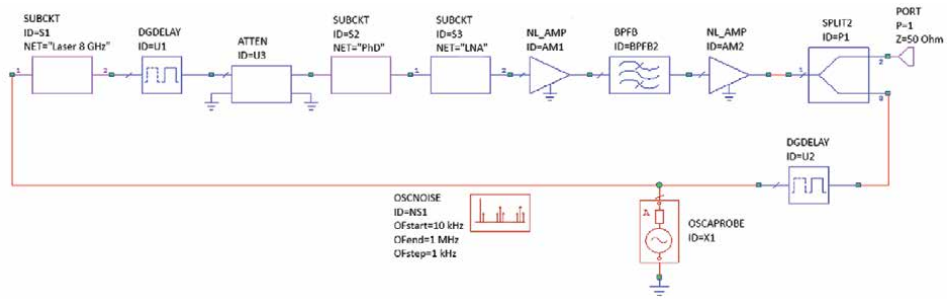 SUBCKT
ID=S1
NET="Laser 8 GHz"
DGDELAY
ID=U1
ATTEN
ID=U3
SUBCKT
ID=S2
NET="PhD"
SUBCKT
ID=S3
NET="LNA"
NL_AMP
ID=AM1
BPFB
ID=BPFB2
NL_AMP
ID=AM2
SPLIT2
ID=P1
PORT
P=1
Z=50 Ohm
1
2
1
2
1
2
3
DGDELAY
ID=U2
OSCNOISE
ID=NS1
OFstart=10 kHz
OFend=1 MHz
OFstep=1 kHz
OSCAPROBE
ID=X1